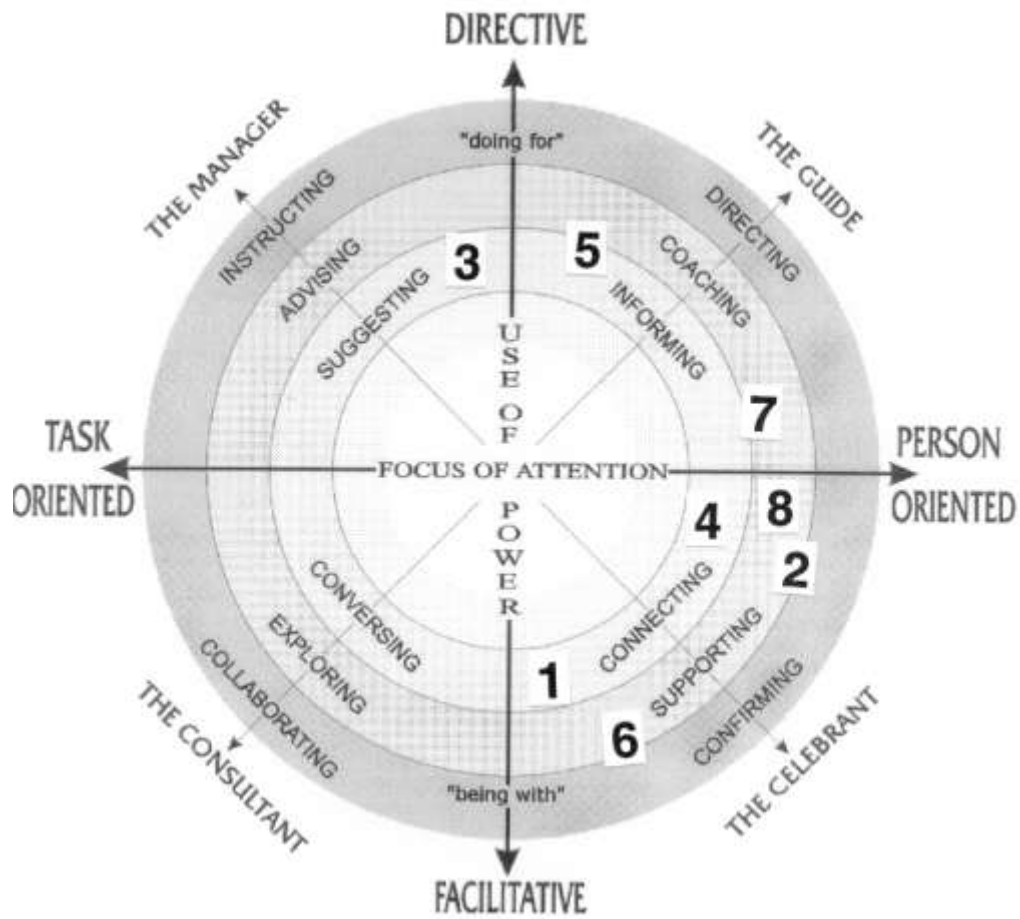 DIRECTIVE
"doing for"
THE MANAGER
THE GUIDE
INSTRUCTING
DIRECTING
ADVISING
COACHING
SUGGESTING
INFORMING
3
5
USE OF
7
TASK
ORIENTED
FOCUS OF ATTENTION
PERSON
ORIENTED
POWER
4
8
2
CONVERSING
CONNECTING
EXPLORING
SUPPORTING
COLLABORATING
CONFIRMING
1
6
THE CONSULTANT
THE CELEBRANT
"being with"
FACILITATIVE